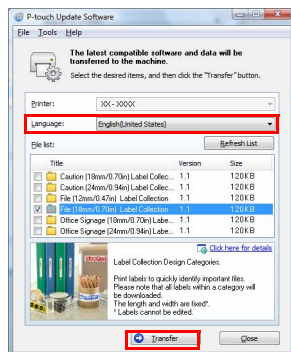 P-touch Update Software
File Tools Help
The latest compatible software and data will be
transferred to the machine.
Select the desired items, and then click the "Transfer" button.
Printer: XX - XXXX
Language: English(United States)
File list: Refresh List
Title Version Size
Caution (18mm/0.70in) Label Collec... 1.1 120KB
Caution (24mm/0.94in) Label Collec... 1.1 120KB
File (12mm/0.47in) Label Collection 1.1 120KB
File (18mm/0.70in) Label Collection 1.1 120KB
Office Signage (18mm/0.70in) Labe... 1.1 120KB
Office Signage (24mm/0.94in) Labe... 1.1 120KB
Click here for details
Label Collection Design Categories.
Print labels to quickly identify important files.
Please note that all labels within a category will
be downloaded.
The length and width are fixed*.
* Labels cannot be edited.
Transfer Close